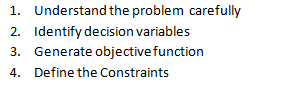 1. Understand the problem carefully
2. Identify decision variables
3. Generate objective function
4. Define the Constraints